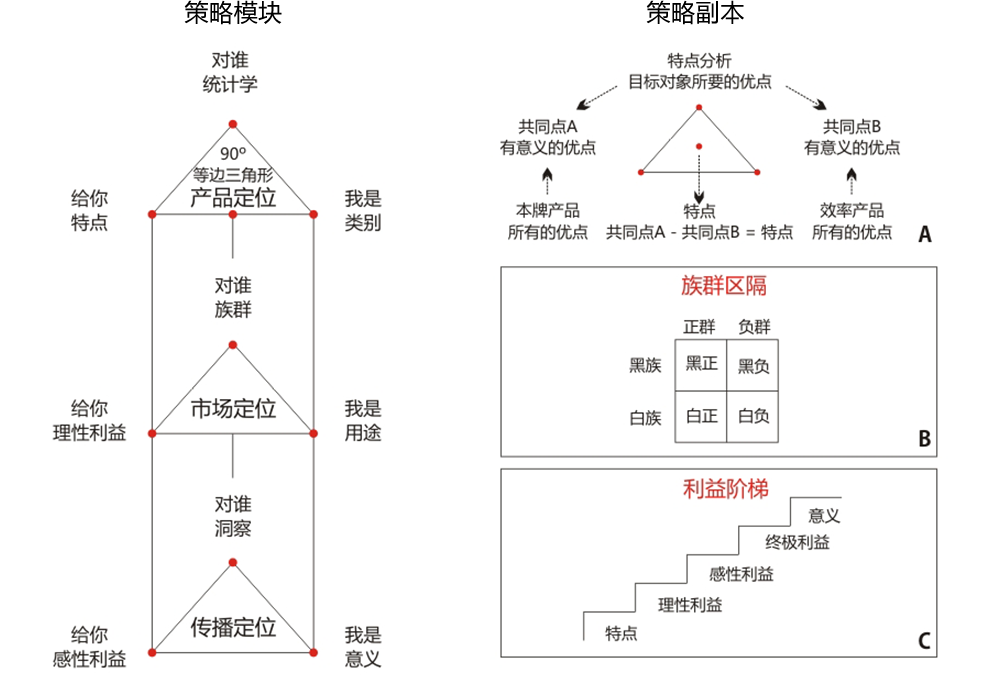 策略模块
对谁
统计学
90º
等边三角形
产品定位
给你
特点
我是
类别
对谁
族群
市场定位
给你
理性利益
我是
用途
对谁
洞察
传播定位
给你
感性利益
我是
意义
策略副本
特点分析
目标对象所要的优点
共同点A
有意义的优点
共同点B
有意义的优点
本牌产品
所有的优点
特点
共同点A - 共同点B = 特点
效率产品
所有的优点
A
族群区隔
正群 负群
黑族 黑正 黑负
白族 白正 白负
B
利益阶梯
意义
终极利益
感性利益
理性利益
特点
C